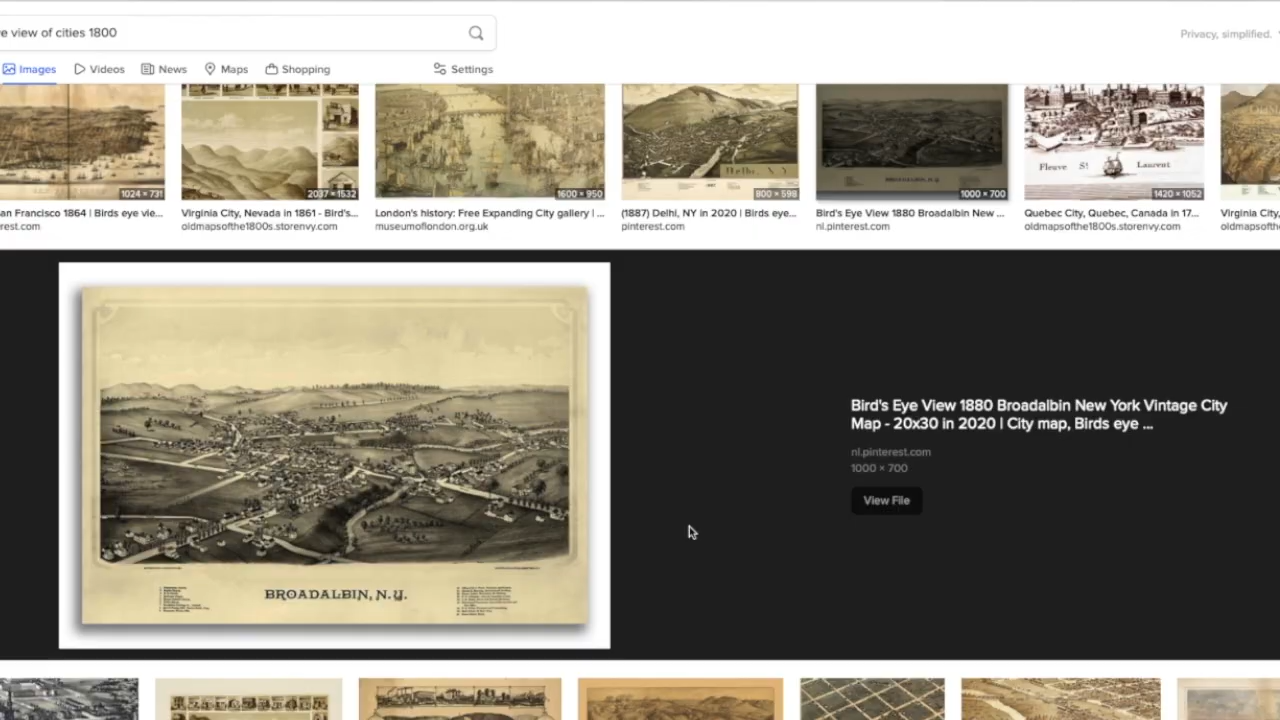 e view of cities 1800
Privacy, simplified.
Images Videos News Maps Shopping Settings
1024 × 731
2037 × 1532
1600 × 950
Delhi, N.Y.
800 × 598
1000 × 700
Fleuve St Laurent
1420 × 1052
an Francisco 1864 | Birds eye vie...
rest.com
Virginia City, Nevada in 1861 - Bird's...
oldmapsofthe1800s.storenvy.com
London's history: Free Expanding City gallery | ...
museumoflondon.org.uk
(1887) Delhi, NY in 2020 | Birds eye...
pinterest.com
Bird's Eye View 1880 Broadalbin New ...
nl.pinterest.com
Quebec City, Quebec, Canada in 17...
oldmapsofthe1800s.storenvy.com
Virginia City,
oldmapsofthe
BROADALBIN, N.Y.
Bird's Eye View 1880 Broadalbin New York Vintage City
Map - 20x30 in 2020 | City map, Birds eye ...
nl.pinterest.com
1000 × 700
View File